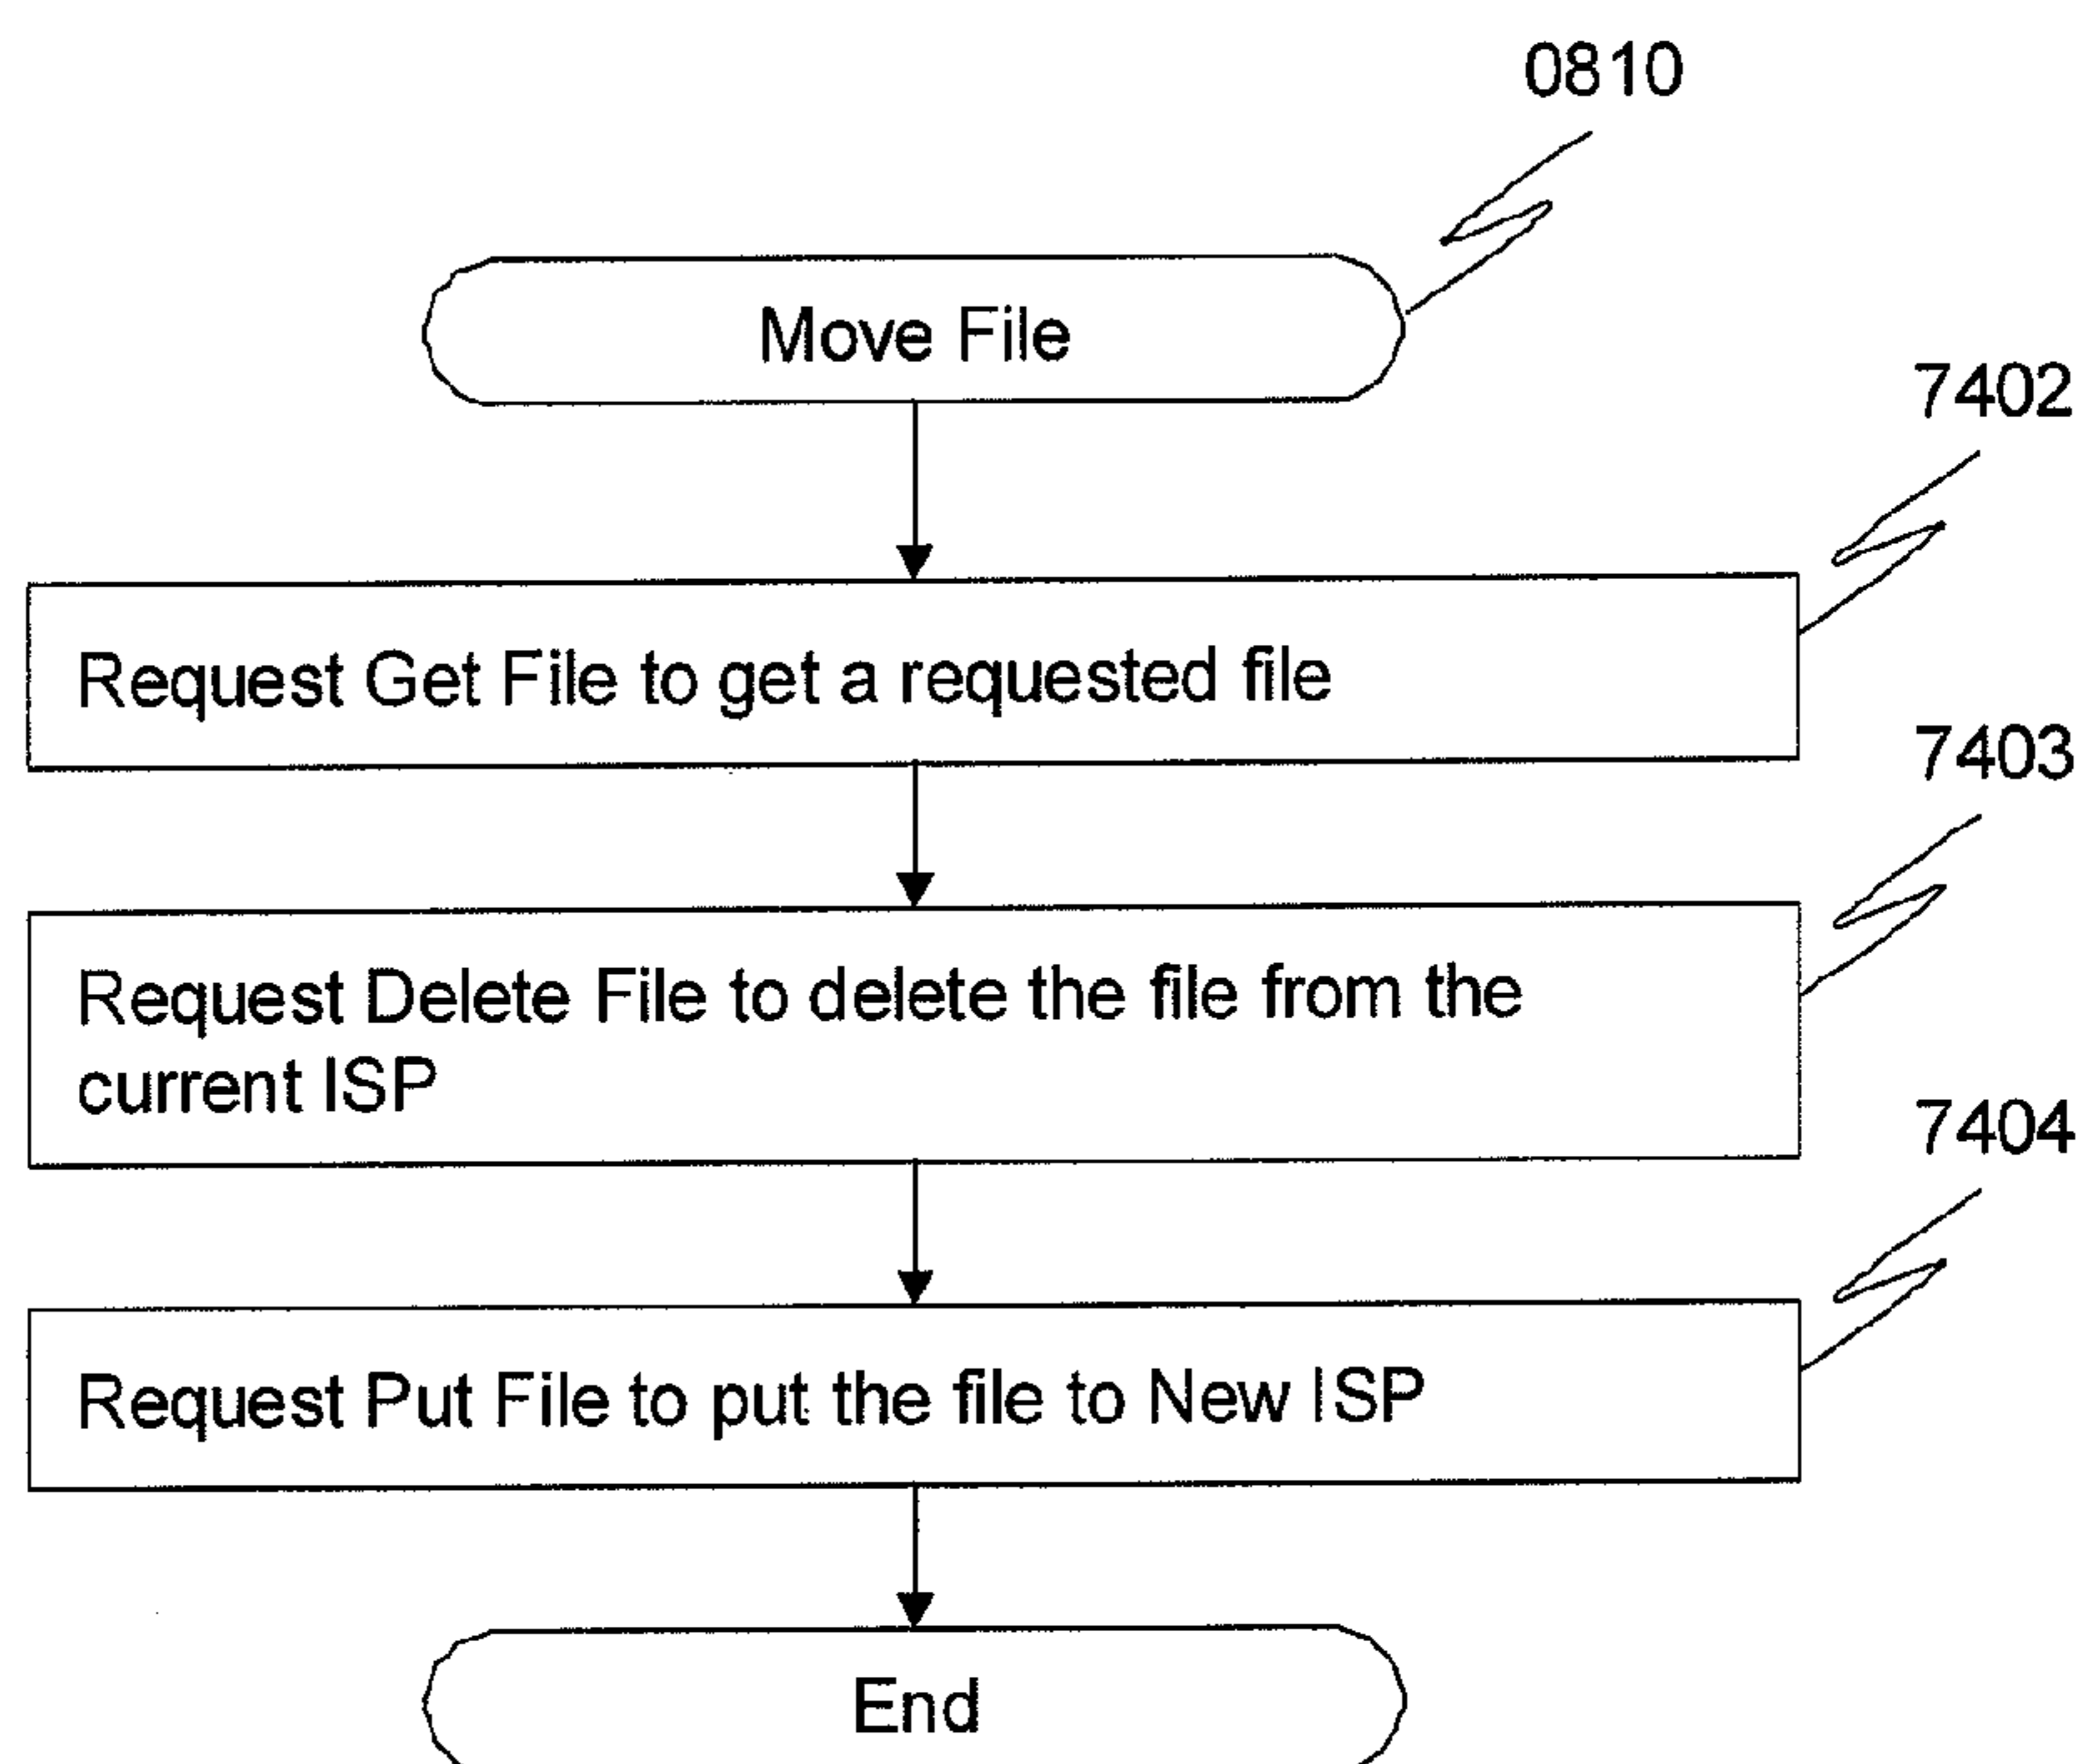 0810
Move File
7402
Request Get File to get a requested file
7403
Request Delete File to delete the file from the
current ISP
7404
Request Put File to put the file to New ISP
End